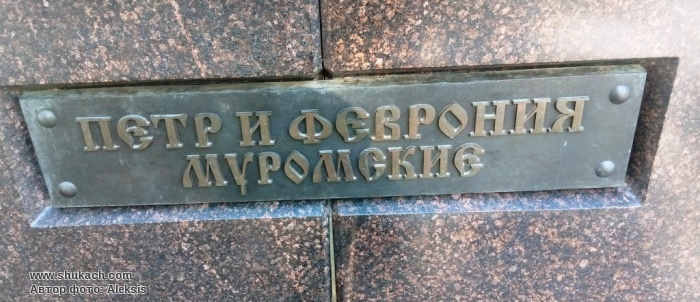 ПЕТР И ФЕВРОНИЯ
МУРОМСКИЕ
www.shukach.com
Автор фото: Aleksis